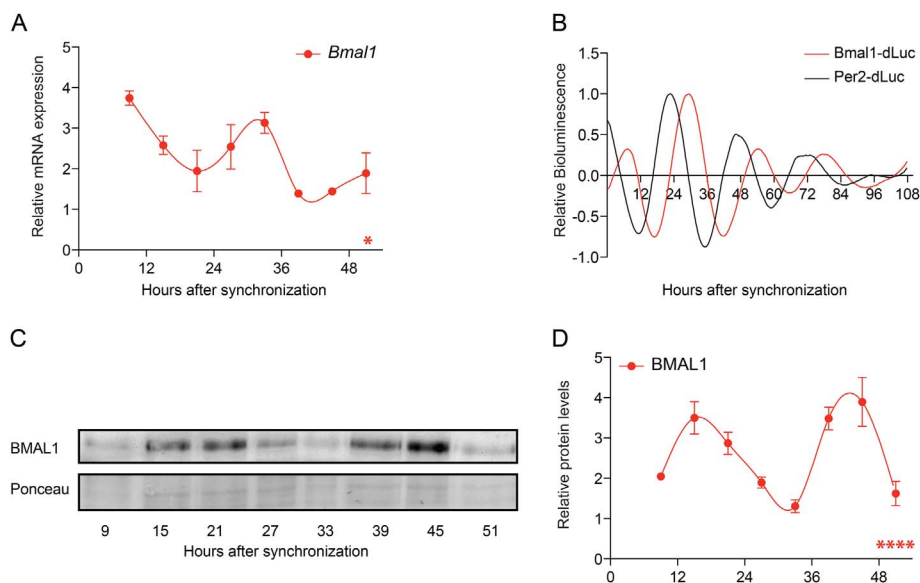 A
Relative mRNA expression
5
4
3
2
1
0
Bmal1
*
0 12 24 36 48
Hours after synchronization
B
Relative Bioluminescence
1.5
1.0
0.5
0.0
-0.5
-1.0
Bmal1-dLuc
Per2-dLuc
12 24 36 48 60 72 84 96 108
Hours after synchronization
C
BMAL1
Ponceau
9 15 21 27 33 39 45 51
Hours after synchronization
D
Relative protein levels
5
4
3
2
1
0
BMAL1
****
0 12 24 36 48